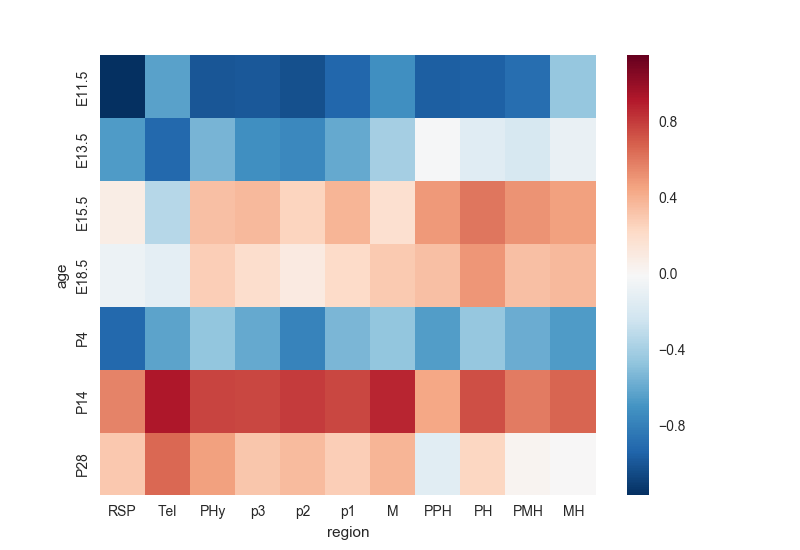 E11.5
E13.5
E15.5
E18.5
P4
P14
P28
age
RSP Tel PHy p3 p2 p1 M PPH PH PMH MH
region
0.8
0.4
0.0
−0.4
−0.8